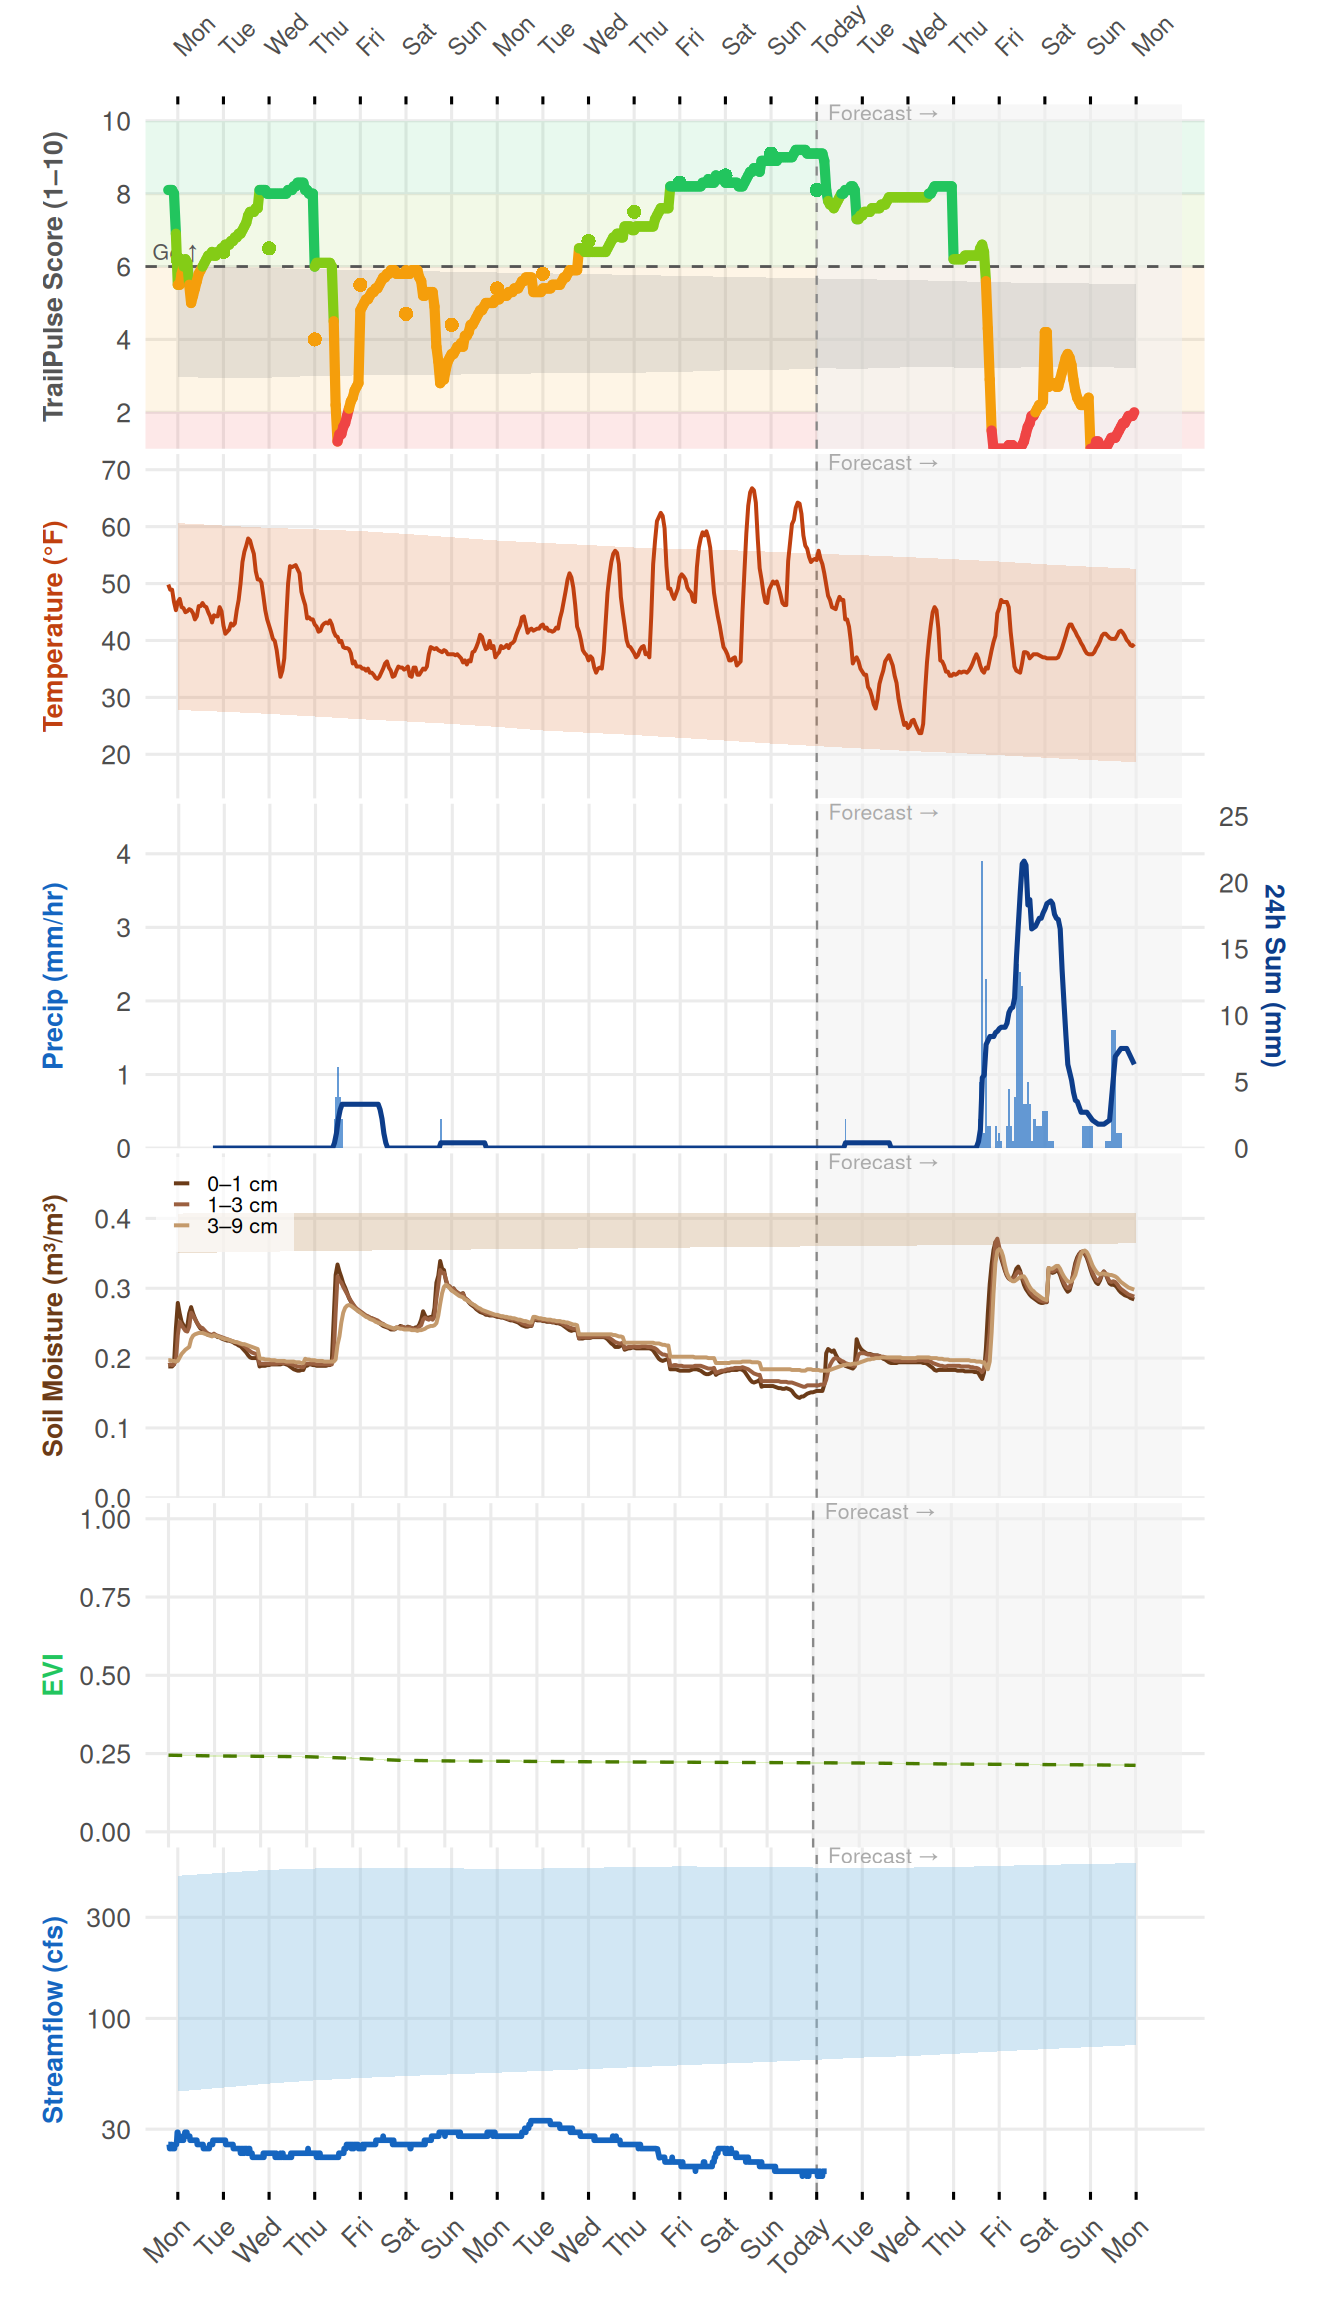 Mon Tue Wed Thu Fri Sat Sun Mon Tue Wed Thu Fri Sat Sun Today Tue Wed Thu Fri Sat Sun Mon
TrailPulse Score (1–10)
10
8
6
4
2
Forecast →
Temperature (°F)
70
60
50
40
30
20
Forecast →
Precip (mm/hr)
4
3
2
1
0
Forecast →
25
20
15
10
5
0
24h Sum (mm)
Soil Moisture (m³/m³)
0.4
0.3
0.2
0.1
0.0
0–1 cm
1–3 cm
3–9 cm
Forecast →
EVI
1.00
0.75
0.50
0.25
0.00
Forecast →
Streamflow (cfs)
300
100
30
Forecast →
Mon Tue Wed Thu Fri Sat Sun Mon Tue Wed Thu Fri Sat Sun Today Tue Wed Thu Fri Sat Sun Mon